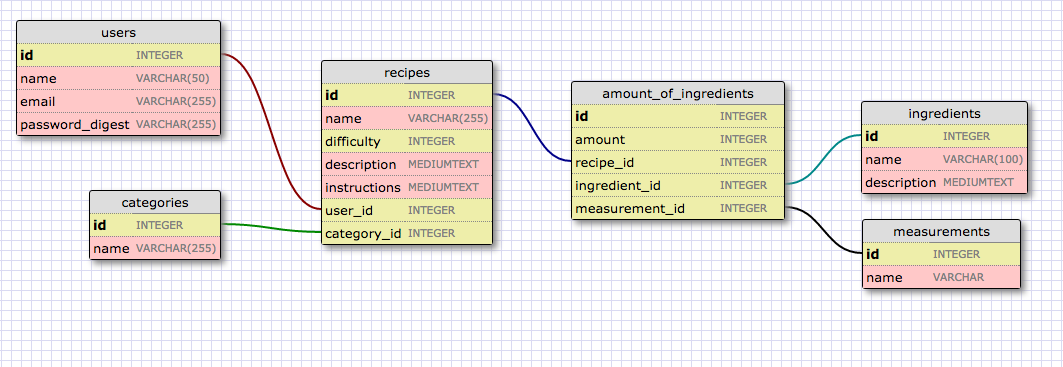 users
id INTEGER
name VARCHAR(50)
email VARCHAR(255)
password_digest VARCHAR(255)
categories
id INTEGER
name VARCHAR(255)
recipes
id INTEGER
name VARCHAR(255)
difficulty INTEGER
description MEDIUMTEXT
instructions MEDIUMTEXT
user_id INTEGER
category_id INTEGER
amount_of_ingredients
id INTEGER
amount INTEGER
recipe_id INTEGER
ingredient_id INTEGER
measurement_id INTEGER
ingredients
id INTEGER
name VARCHAR(100)
description MEDIUMTEXT
measurements
id INTEGER
name VARCHAR